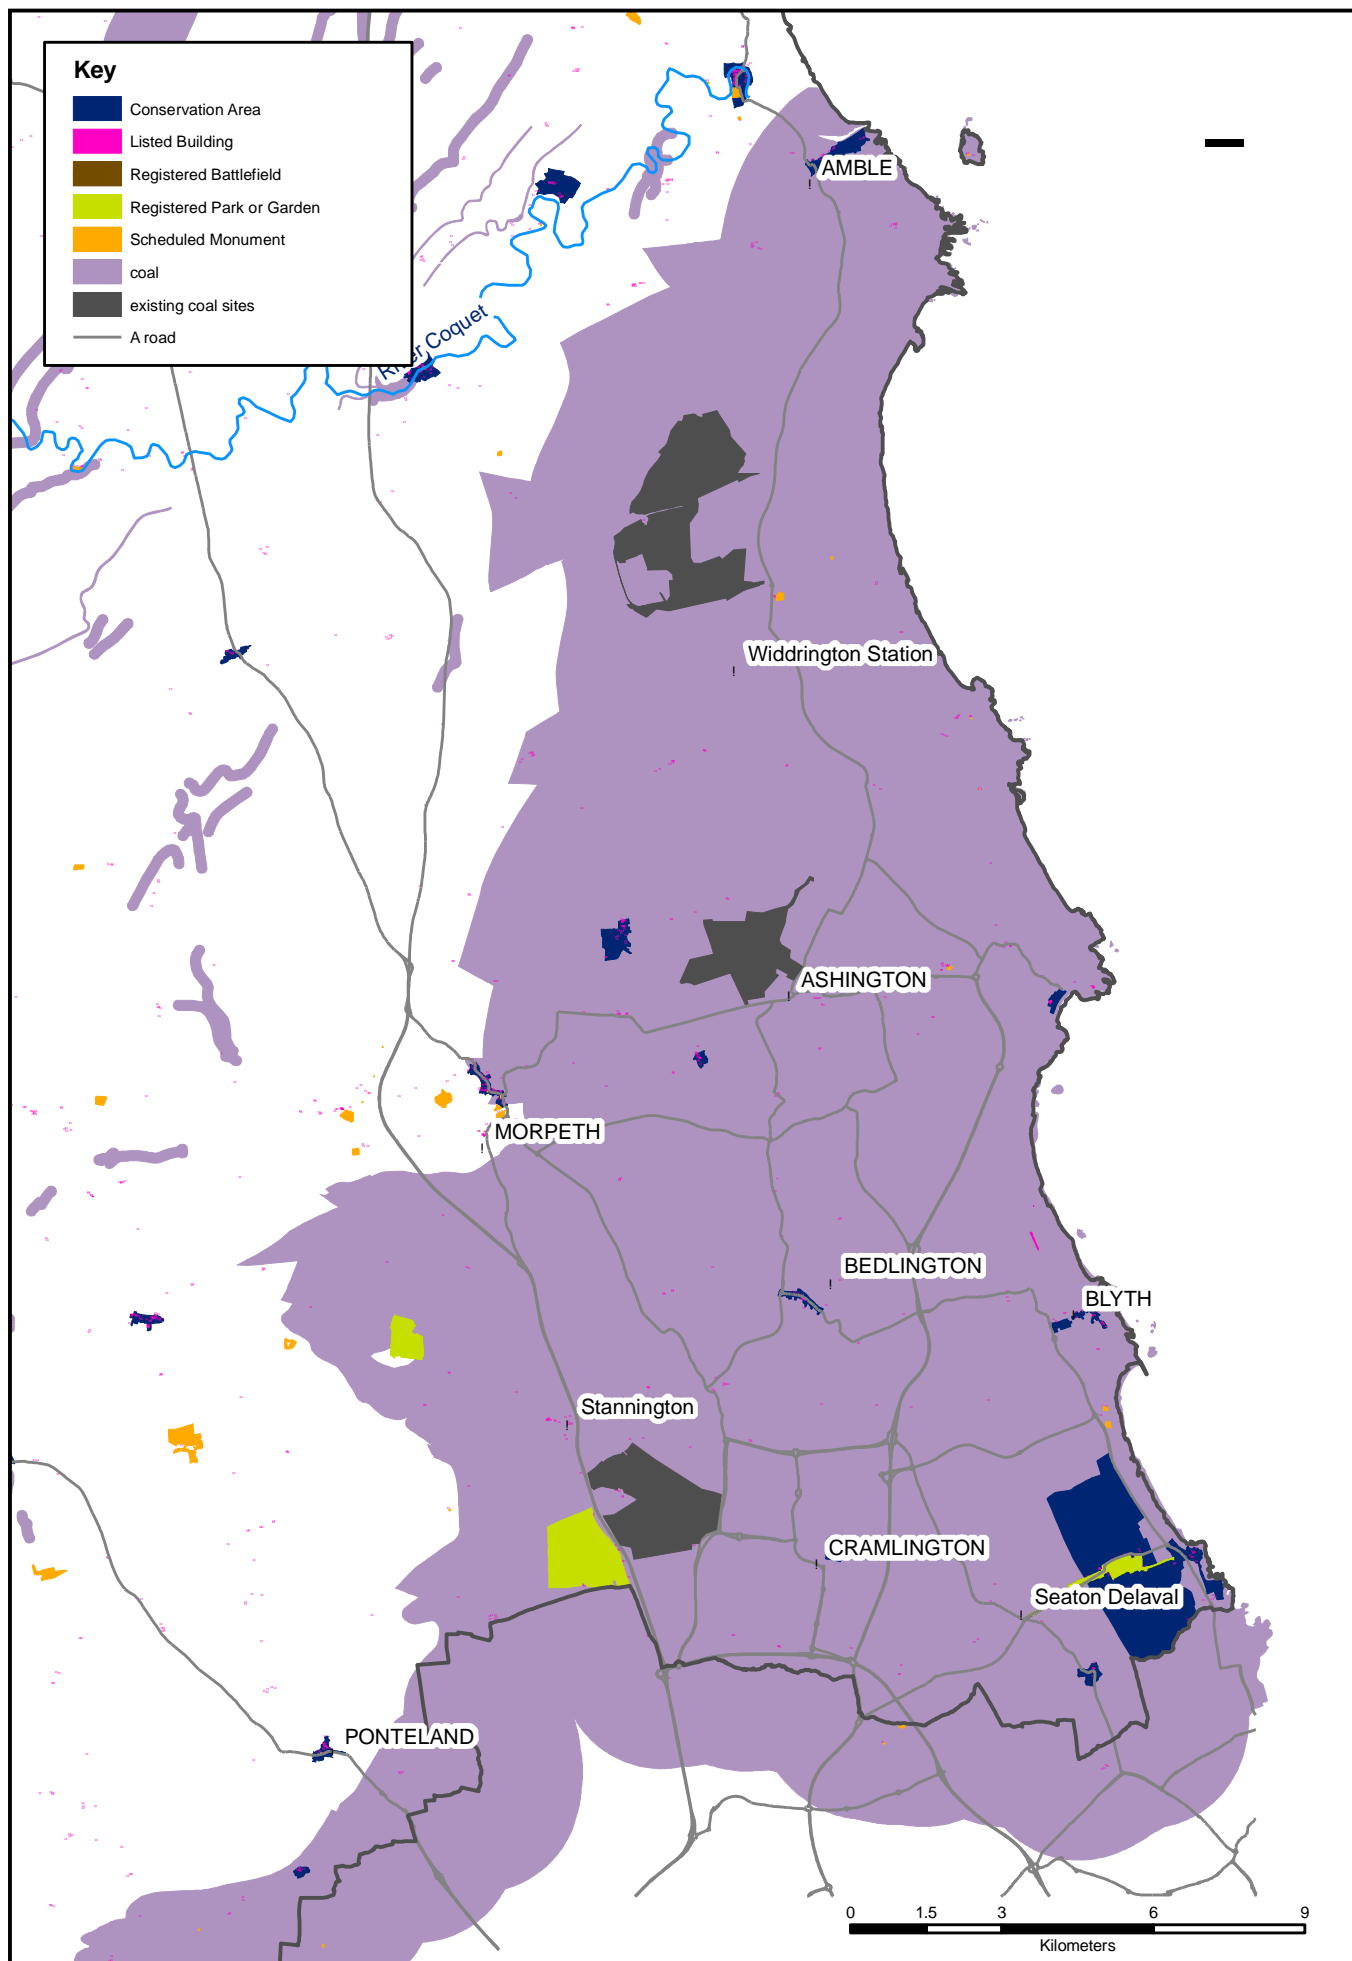 Key
Conservation Area
Listed Building
Registered Battlefield
Registered Park or Garden
Scheduled Monument
coal
existing coal sites
A road
AMBLE
River Coquet
Widdrington Station
ASHINGTON
MORPETH
BEDLINGTON
BLYTH
Stannington
CRAMLINGTON
Seaton Delaval
PONTELAND
0 1.5 3 6 9
Kilometers